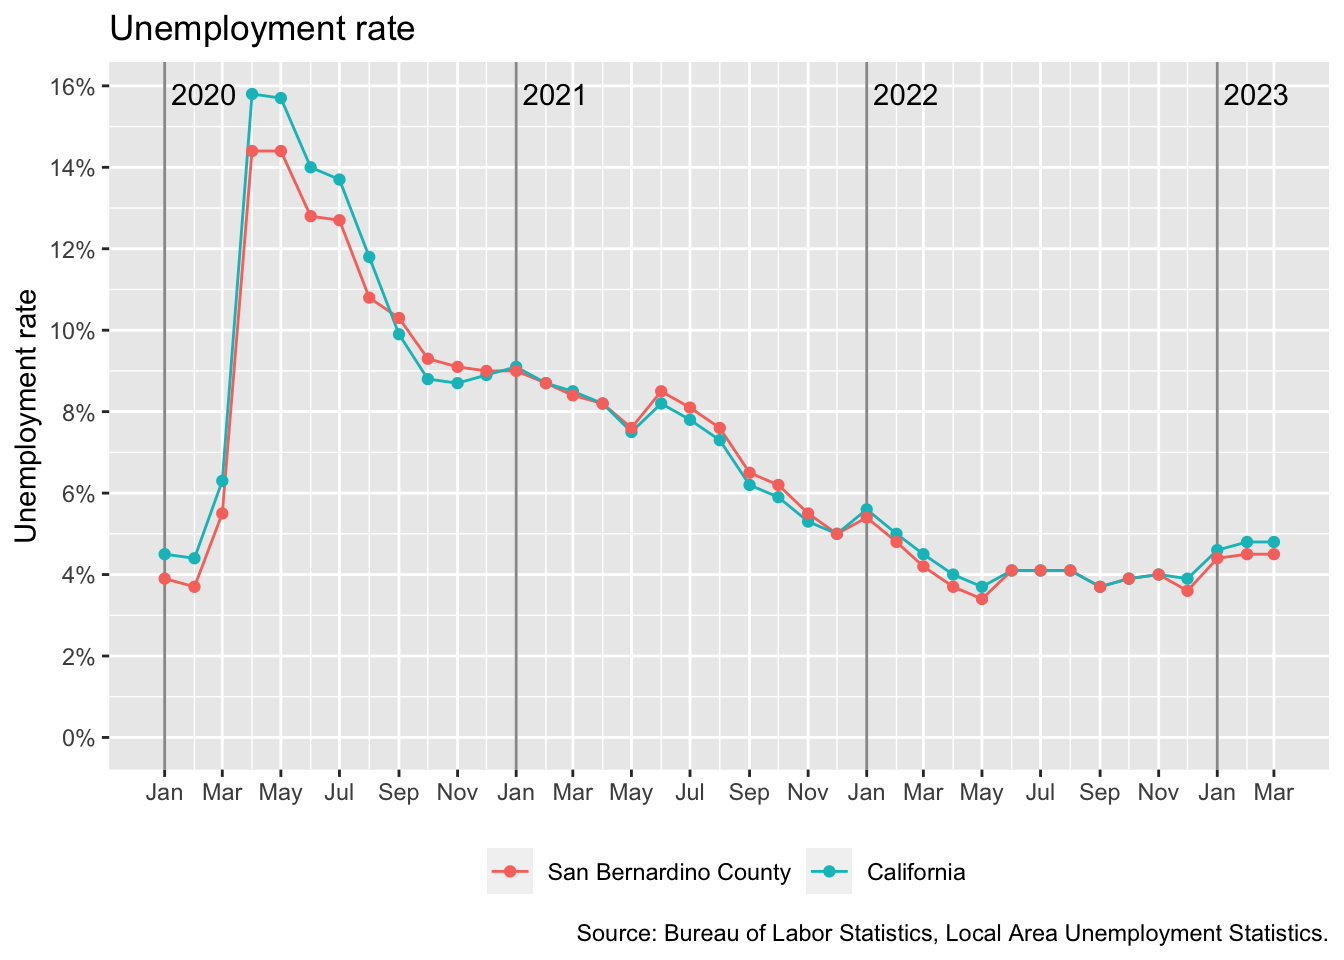 Unemployment rate
2020 2021 2022 2023
16%
14%
12%
10%
8%
6%
4%
2%
0%
Unemployment rate
Jan Mar May Jul Sep Nov Jan Mar May Jul Sep Nov Jan Mar May Jul Sep Nov Jan Mar
San Bernardino County California
Source: Bureau of Labor Statistics, Local Area Unemployment Statistics.